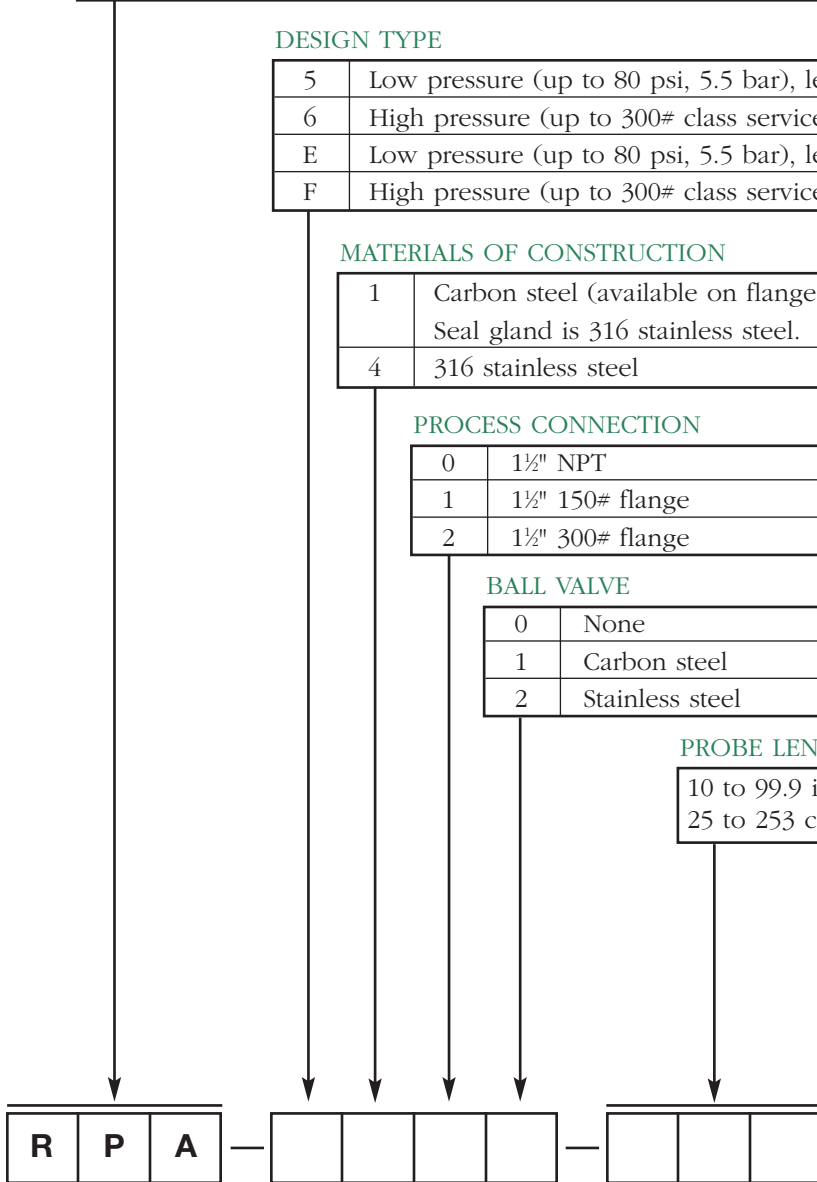 DESIGN TYPE
5 Low pressure (up to 80 psi, 5.5 bar),
6 High pressure (up to 300# class
E Low pressure (up to 80 psi, 5.5 bar),
F High pressure (up to 300# class
MATERIALS OF CONSTRUCTION
1 Carbon steel (available on
Seal gland is 316 stainless steel.
4 316 stainless steel
PROCESS CONNECTION
0 1½" NPT
1 1½" 150# flange
2 1½" 300# flange
BALL VALVE
0 None
1 Carbon steel
2 Stainless steel
PROBE
10 to 99.9
25 to 253
R P A — —